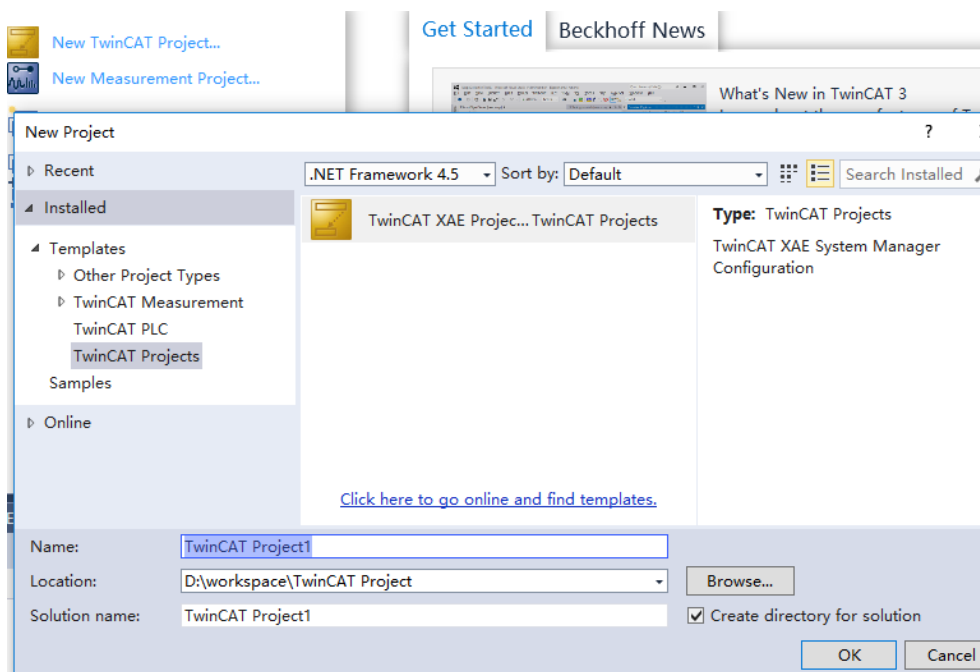 New TwinCAT Project...
New Measurement Project...
Get Started
Beckhoff News
What's New in TwinCAT 3
New Project
?
Recent
.NET Framework 4.5
Sort by:
Default
Search Installed
Installed
Templates
Other Project Types
TwinCAT Measurement
TwinCAT PLC
TwinCAT Projects
Samples
Online
TwinCAT XAE Projec... TwinCAT Projects
Type: TwinCAT Projects
TwinCAT XAE System Manager
Configuration
Click here to go online and find templates.
Name:
TwinCAT Project1
Location:
D:\workspace\TwinCAT Project
Browse...
Solution name:
TwinCAT Project1
Create directory for solution
OK
Cancel